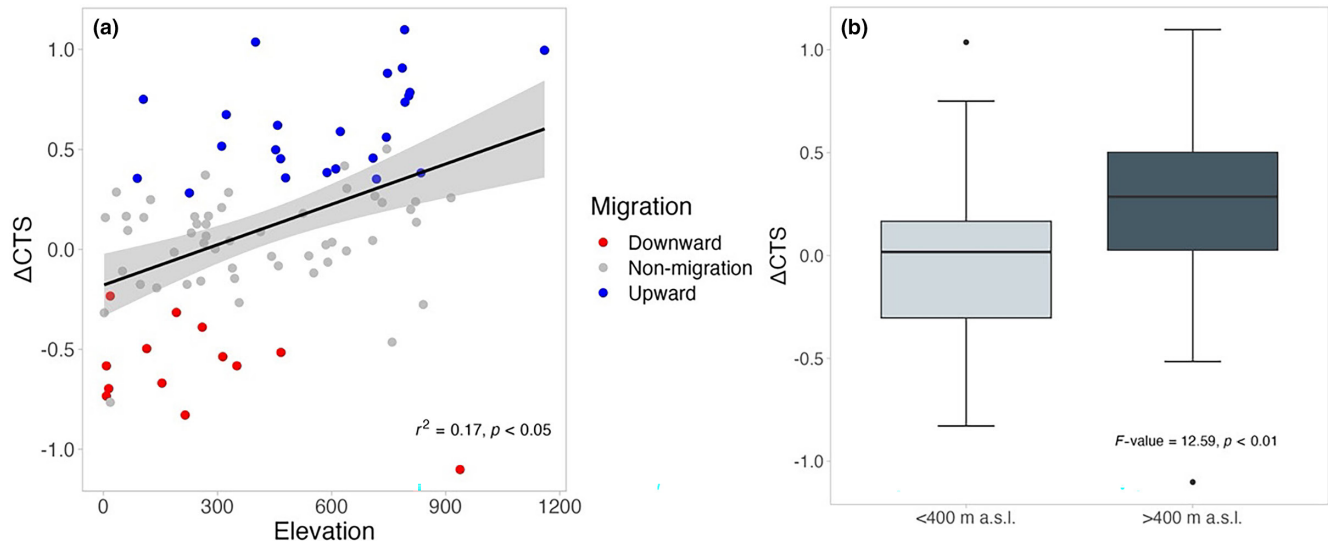 (a)
1.0
0.5
0.0
-0.5
-1.0
ΔCTS
r² = 0.17, p < 0.05
0 300 600 900 1200
Elevation
Migration
Downward
Non-migration
Upward
(b)
1.0
0.5
0.0
-0.5
-1.0
ΔCTS
F-value = 12.59, p < 0.01
<400 m a.s.l. >400 m a.s.l.